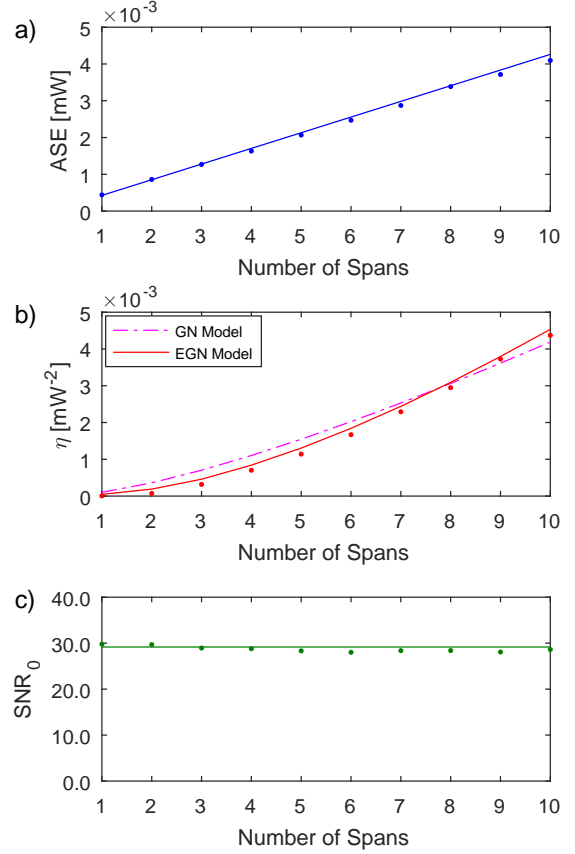 a)
×10⁻³
5
4
3
2
1
0
ASE [mW]
1 2 3 4 5 6 7 8 9 10
Number of Spans
b)
×10⁻³
5
4
3
2
1
0
η [mW⁻²]
GN Model
EGN Model
1 2 3 4 5 6 7 8 9 10
Number of Spans
c)
40.0
30.0
20.0
10.0
0.0
SNR₀
1 2 3 4 5 6 7 8 9 10
Number of Spans